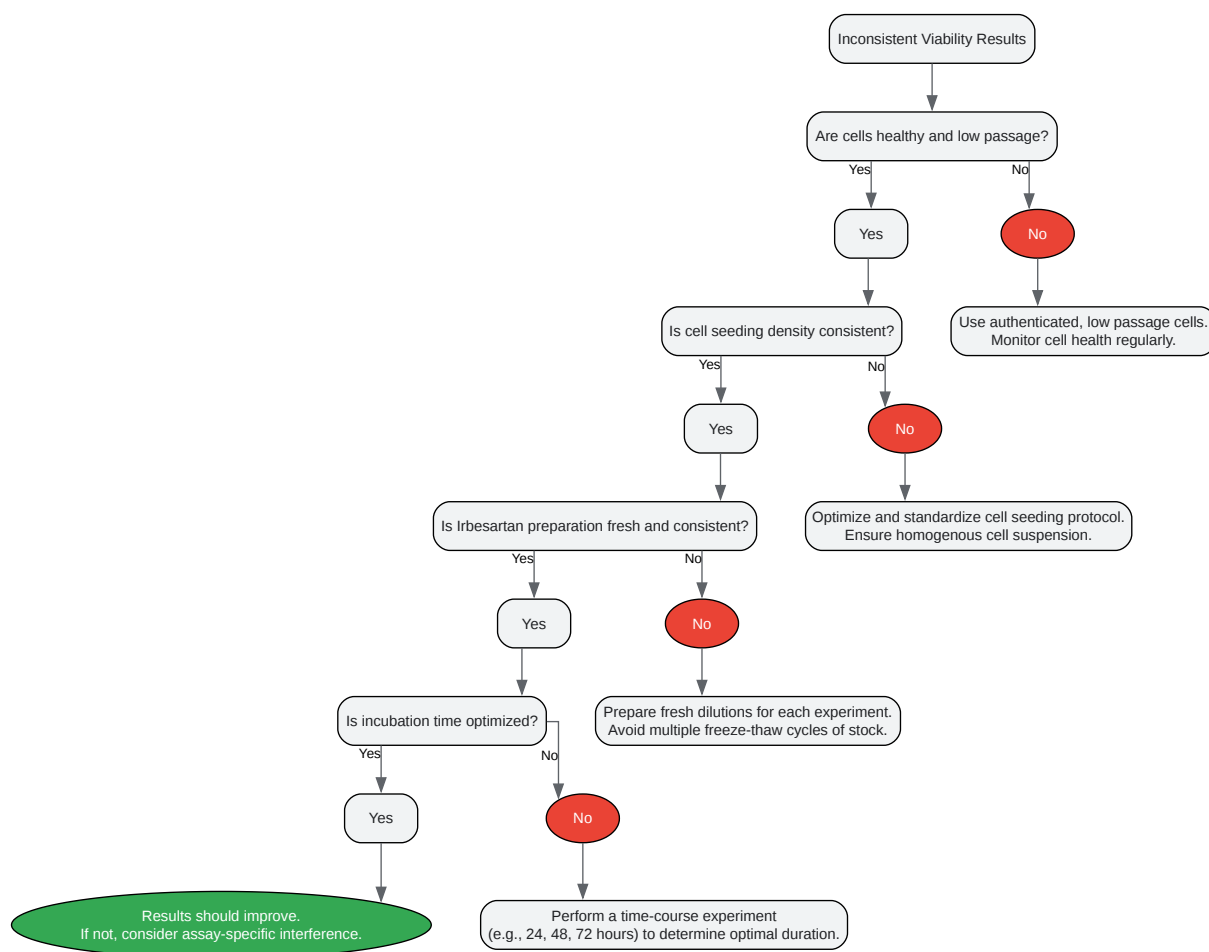 Inconsistent Viability Results
Are cells healthy and low passage?
Yes
No
Yes
No
Is cell seeding density consistent?
Use authenticated, low passage cells.
Monitor cell health regularly.
Yes
No
Yes
No
Is Irbesartan preparation fresh and consistent?
Optimize and standardize cell seeding protocol.
Ensure homogenous cell suspension.
Yes
No
Yes
No
Is incubation time optimized?
Prepare fresh dilutions for each experiment.
Avoid multiple freeze-thaw cycles of stock.
Yes
No
Yes
No
Results should improve.
If not, consider assay-specific interference.
Perform a time-course experiment
(e.g., 24, 48, 72 hours) to determine optimal duration.